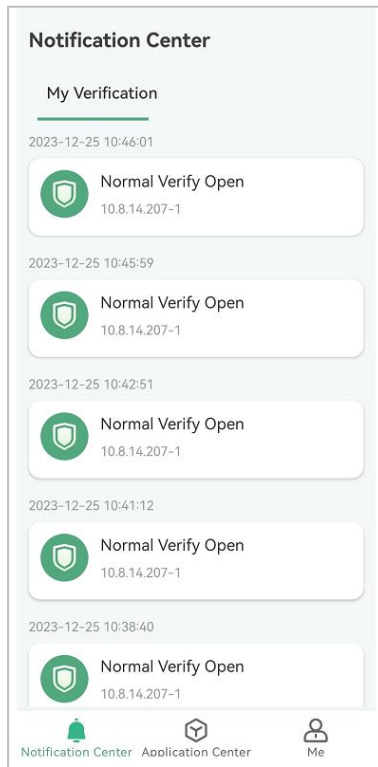 Notification Center
My Verification
2023-12-25 10:46:01
Normal Verify Open
10.8.14.207-1
2023-12-25 10:45:59
Normal Verify Open
10.8.14.207-1
2023-12-25 10:42:51
Normal Verify Open
10.8.14.207-1
2023-12-25 10:41:12
Normal Verify Open
10.8.14.207-1
2023-12-25 10:38:40
Normal Verify Open
10.8.14.207-1
Notification Center Application Center Me